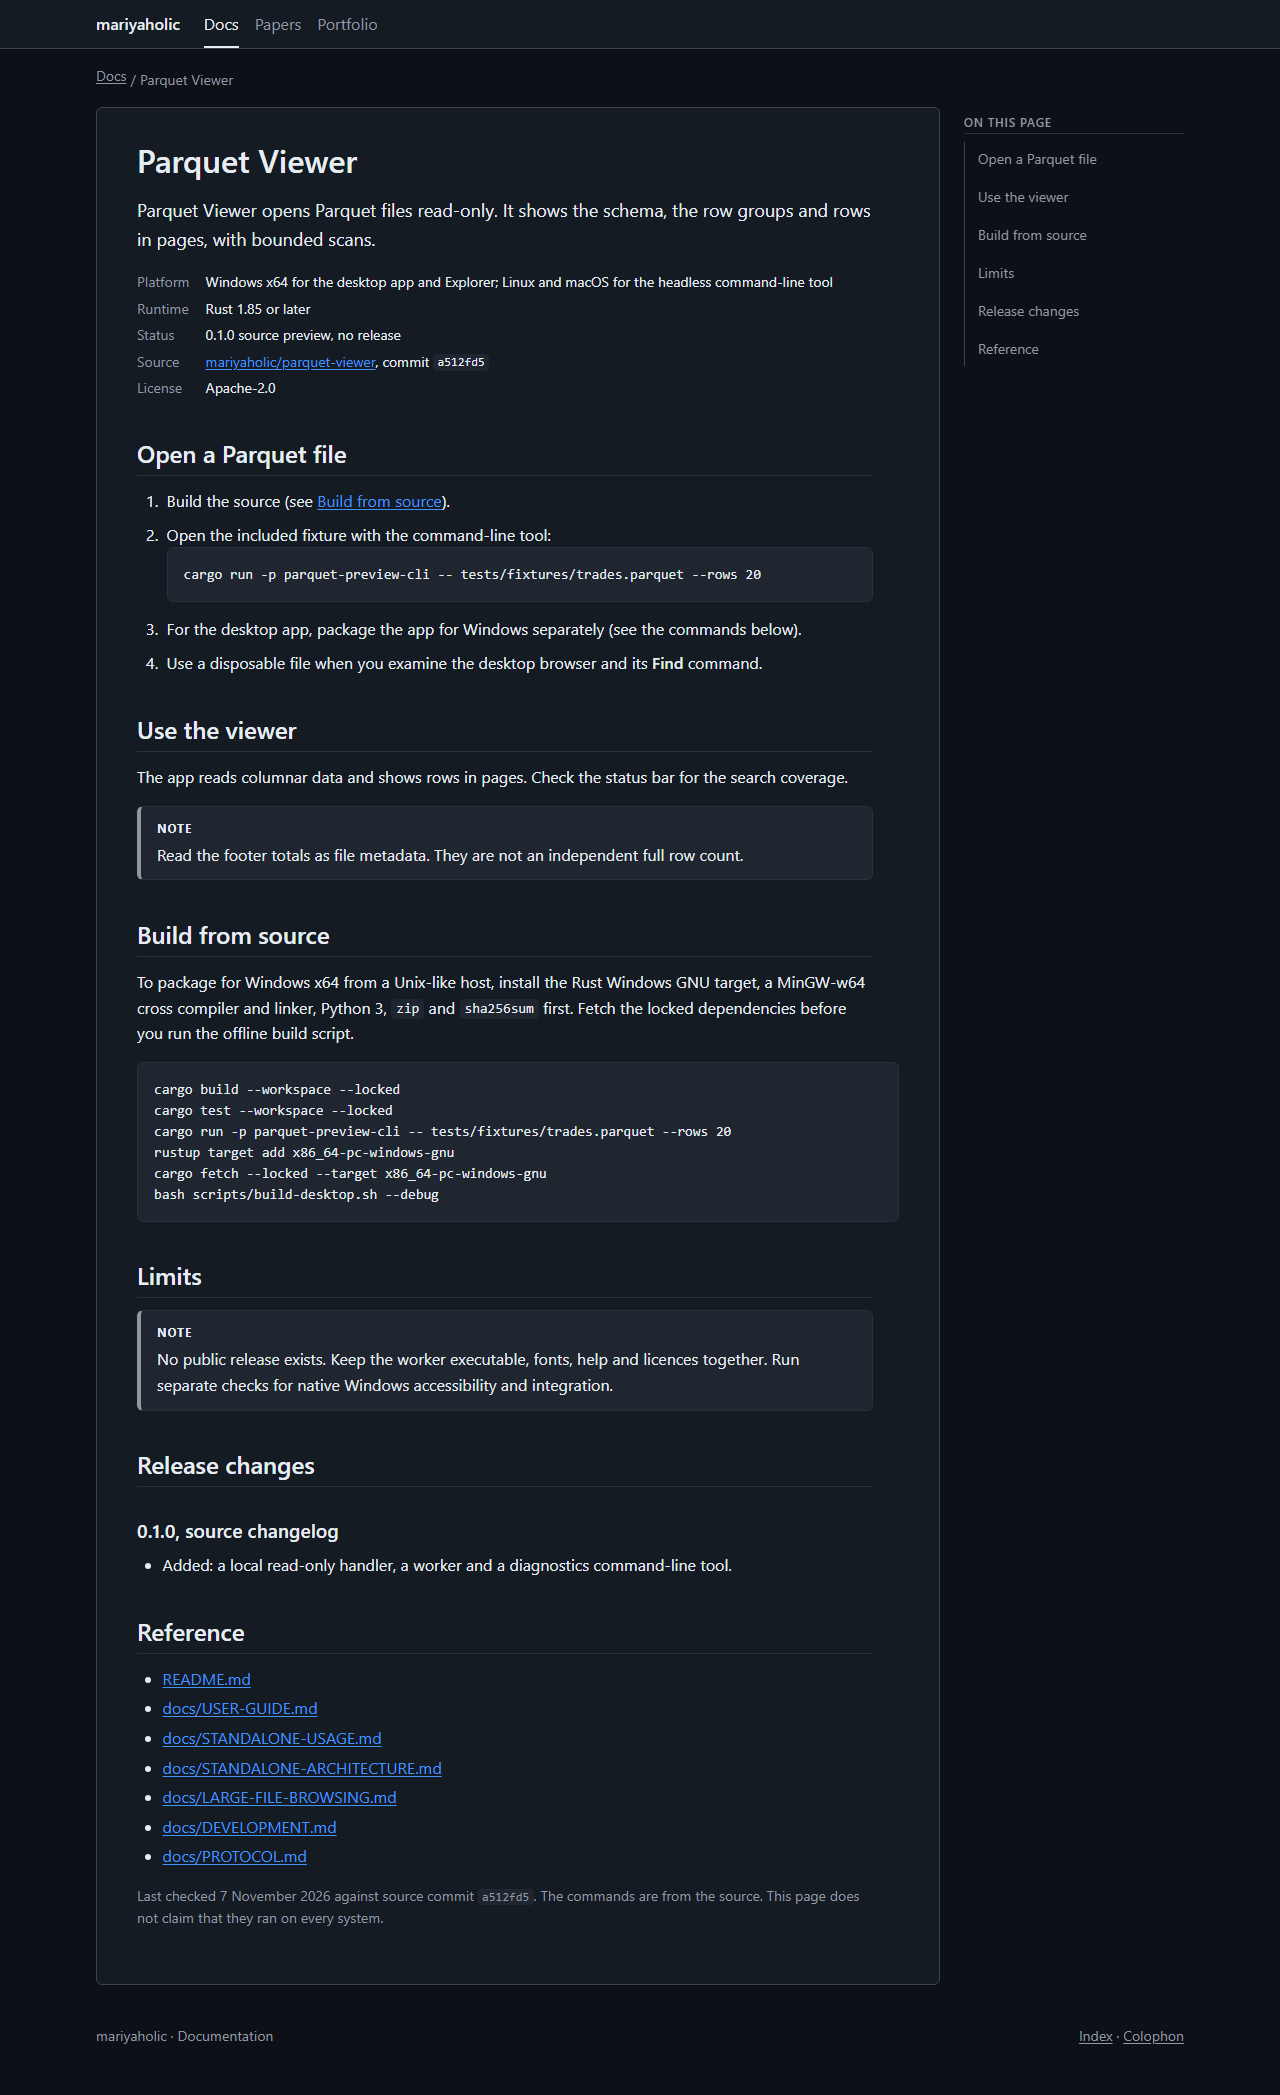 mariyaholic Docs Papers Portfolio
Docs / Parquet Viewer
Parquet Viewer
Parquet Viewer opens Parquet files read-only. It shows the schema, the row groups and rows
in pages, with bounded scans.
Platform Windows x64 for the desktop app and Explorer; Linux and macOS for the headless command-line tool
Runtime Rust 1.85 or later
Status 0.1.0 source preview, no release
Source mariyaholic/parquet-viewer, commit a512fd5
License Apache-2.0
Open a Parquet file
1. Build the source (see Build from source).
2. Open the included fixture with the command-line tool:
cargo run -p parquet-preview-cli -- tests/fixtures/trades.parquet --rows 20
3. For the desktop app, package the app for Windows separately (see the commands below).
4. Use a disposable file when you examine the desktop browser and its Find command.
Use the viewer
The app reads columnar data and shows rows in pages. Check the status bar for the search coverage.
NOTE
Read the footer totals as file metadata. They are not an independent full row count.
Build from source
To package for Windows x64 from a Unix-like host, install the Rust Windows GNU target, a MinGW-w64
cross compiler and linker, Python 3, zip and sha256sum first. Fetch the locked dependencies before
you run the offline build script.
cargo build --workspace --locked
cargo test --workspace --locked
cargo run -p parquet-preview-cli -- tests/fixtures/trades.parquet --rows 20
rustup target add x86_64-pc-windows-gnu
cargo fetch --locked --target x86_64-pc-windows-gnu
bash scripts/build-desktop.sh --debug
Limits
NOTE
No public release exists. Keep the worker executable, fonts, help and licences together. Run
separate checks for native Windows accessibility and integration.
Release changes
0.1.0, source changelog
• Added: a local read-only handler, a worker and a diagnostics command-line tool.
Reference
• README.md
• docs/USER-GUIDE.md
• docs/STANDALONE-USAGE.md
• docs/STANDALONE-ARCHITECTURE.md
• docs/LARGE-FILE-BROWSING.md
• docs/DEVELOPMENT.md
• docs/PROTOCOL.md
Last checked 7 November 2026 against source commit a512fd5. The commands are from the source. This page does
not claim that they ran on every system.
ON THIS PAGE
Open a Parquet file
Use the viewer
Build from source
Limits
Release changes
Reference
mariyaholic · Documentation
Index · Colophon